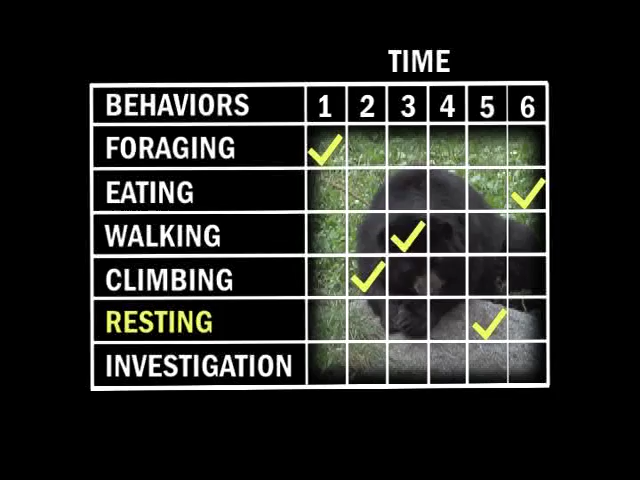 TIME
BEHAVIORS 1 2 3 4 5 6
FORAGING
EATING
WALKING
CLIMBING
RESTING
INVESTIGATION